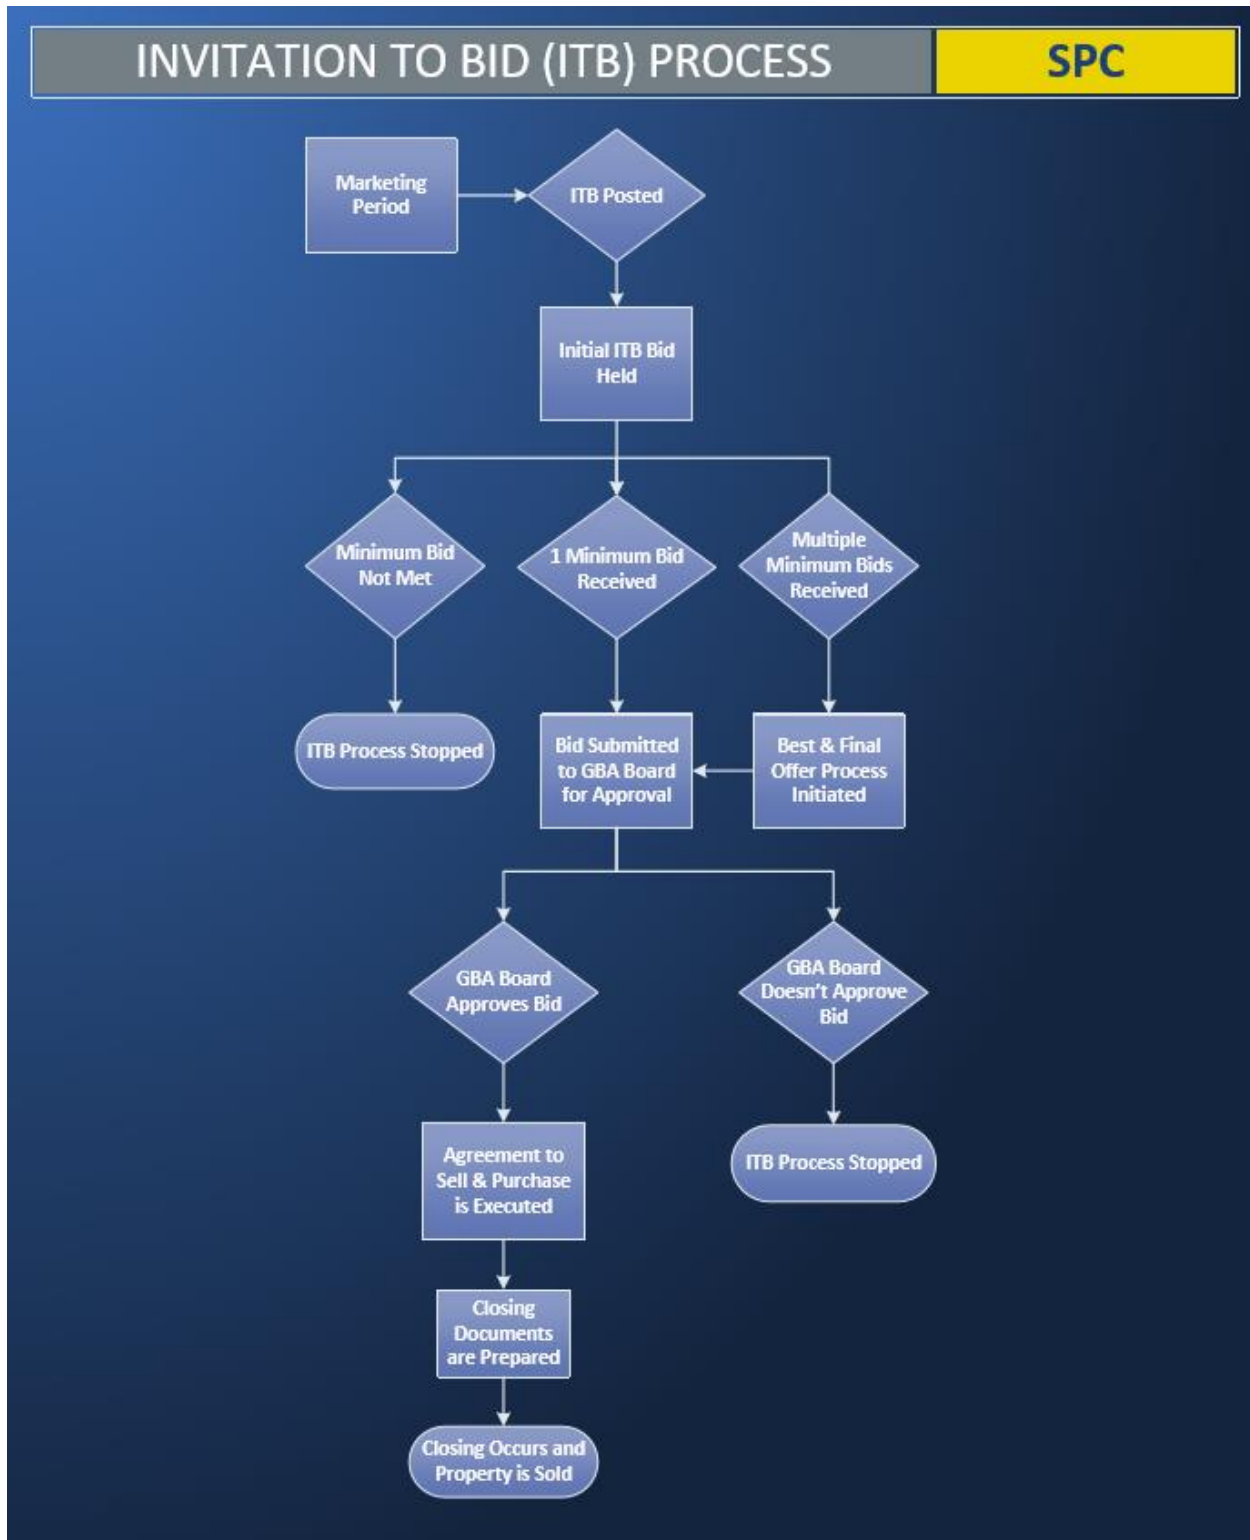 INVITATION TO BID (ITB) PROCESS
SPC
Marketing
Period
ITB Posted
Initial ITB Bid
Held
Minimum Bid
Not Met
1 Minimum Bid
Received
Multiple
Minimum Bids
Received
ITB Process Stopped
Bid Submitted
to GBA Board
for Approval
Best & Final
Offer Process
Initiated
GBA Board
Approves Bid
GBA Board
Doesn't Approve
Bid
Agreement to
Sell & Purchase
is Executed
ITB Process Stopped
Closing
Documents
are Prepared
Closing Occurs and
Property is Sold